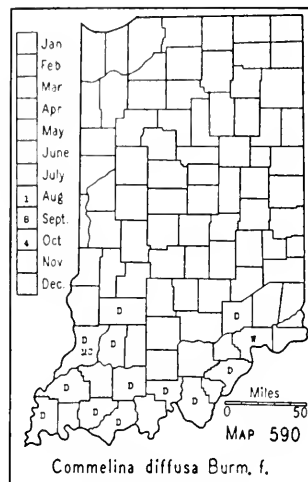 Jan
Feb
Mar
Apr
May
June
July
1 Aug
Sept.
4 Oct
Nov
Dec.
D
D
D D
W
D
D D D D
D D D
Miles
0 50
MAP 590
Commelina diffusa Burm. f.